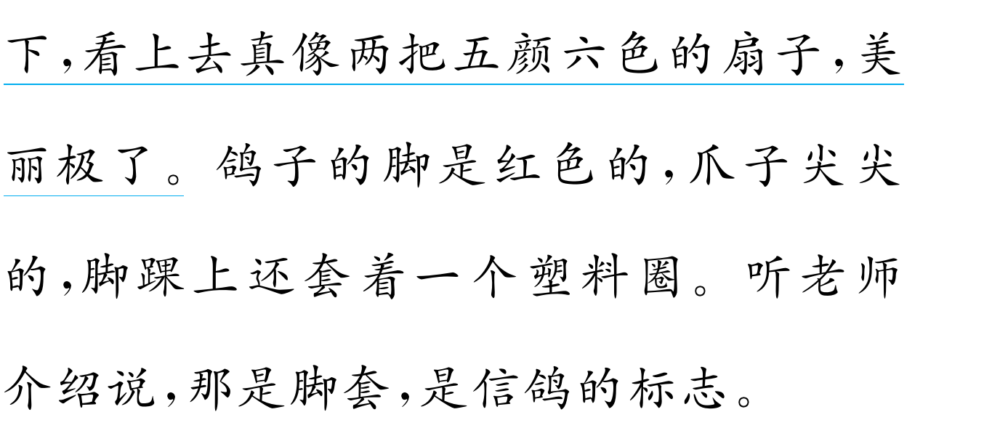 下,看上去真像两把五颜六色的扇子,美
丽极了。鸽子的脚是红色的,爪子尖尖
的,脚踝上还套着一个塑料圈。听老师
介绍说,那是脚套,是信鸽的标志。